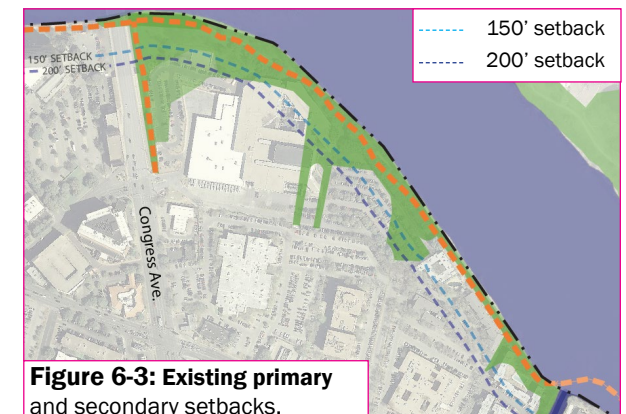 150' setback
200' setback
150' SETBACK
200' SETBACK
Congress Ave.
Figure 6-3: Existing primary
and secondary setbacks.